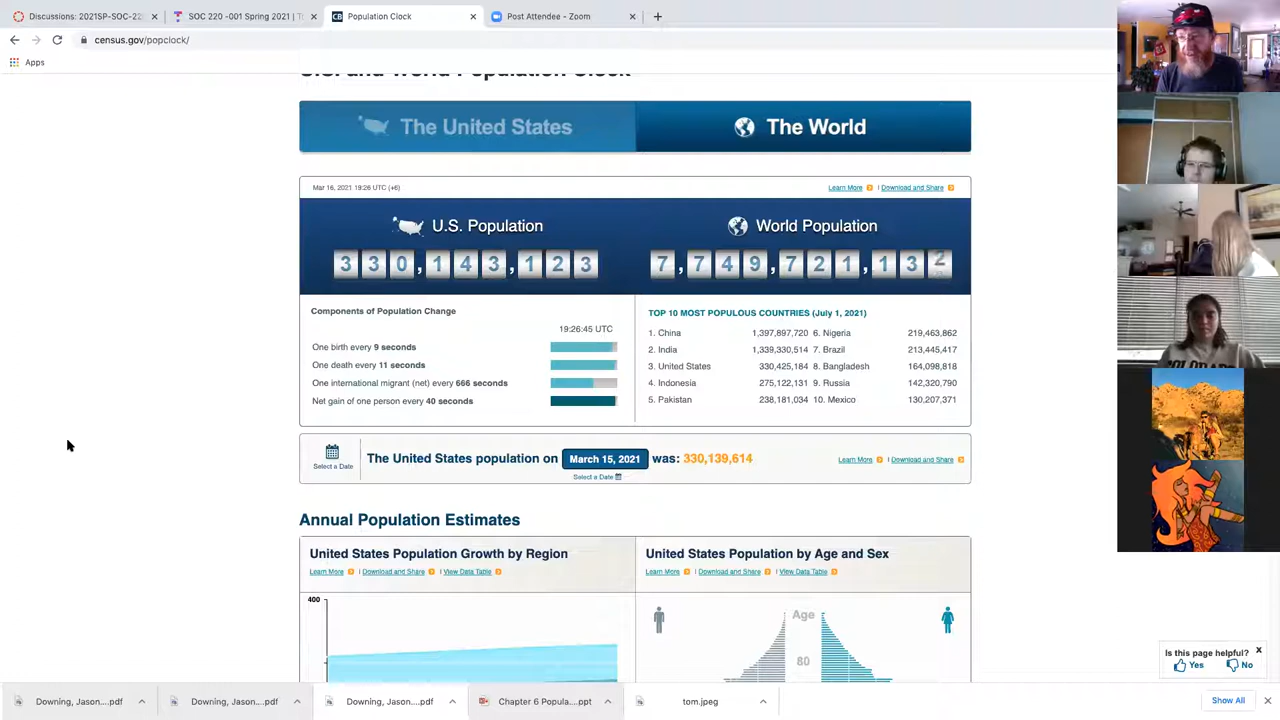 Discussions: 2021SP-SOC-22
SOC 220 -001 Spring 2021 | T
Population Clock
Post Attendee - Zoom
census.gov/popclock/
Apps
U.S. and World Population Clock
The United States
The World
Mar 16, 2021 19:26 UTC (+6)
Learn More | Download and Share
U.S. Population
World Population
330,143,123
7,749,721,132
Components of Population Change
19:26:45 UTC
One birth every 9 seconds
One death every 11 seconds
One international migrant (net) every 666 seconds
Net gain of one person every 40 seconds
TOP 10 MOST POPULOUS COUNTRIES (July 1, 2021)
1. China 1,397,897,720 6. Nigeria 219,463,862
2. India 1,339,330,514 7. Brazil 213,445,417
3. United States 330,425,184 8. Bangladesh 164,098,818
4. Indonesia 275,122,131 9. Russia 142,320,790
5. Pakistan 238,181,034 10. Mexico 130,207,371
Select a Date
The United States population on March 15, 2021 was: 330,139,614
Select a Date
Learn More | Download and Share
Annual Population Estimates
United States Population Growth by Region
Learn More | Download and Share | View Data Table
400
United States Population by Age and Sex
Learn More | Download and Share | View Data Table
Age
80
Is this page helpful? X
Yes No
Downing, Jason....pdf
Downing, Jason....pdf
Downing, Jason....pdf
Chapter 6 Popula....ppt
tom.jpeg
Show All